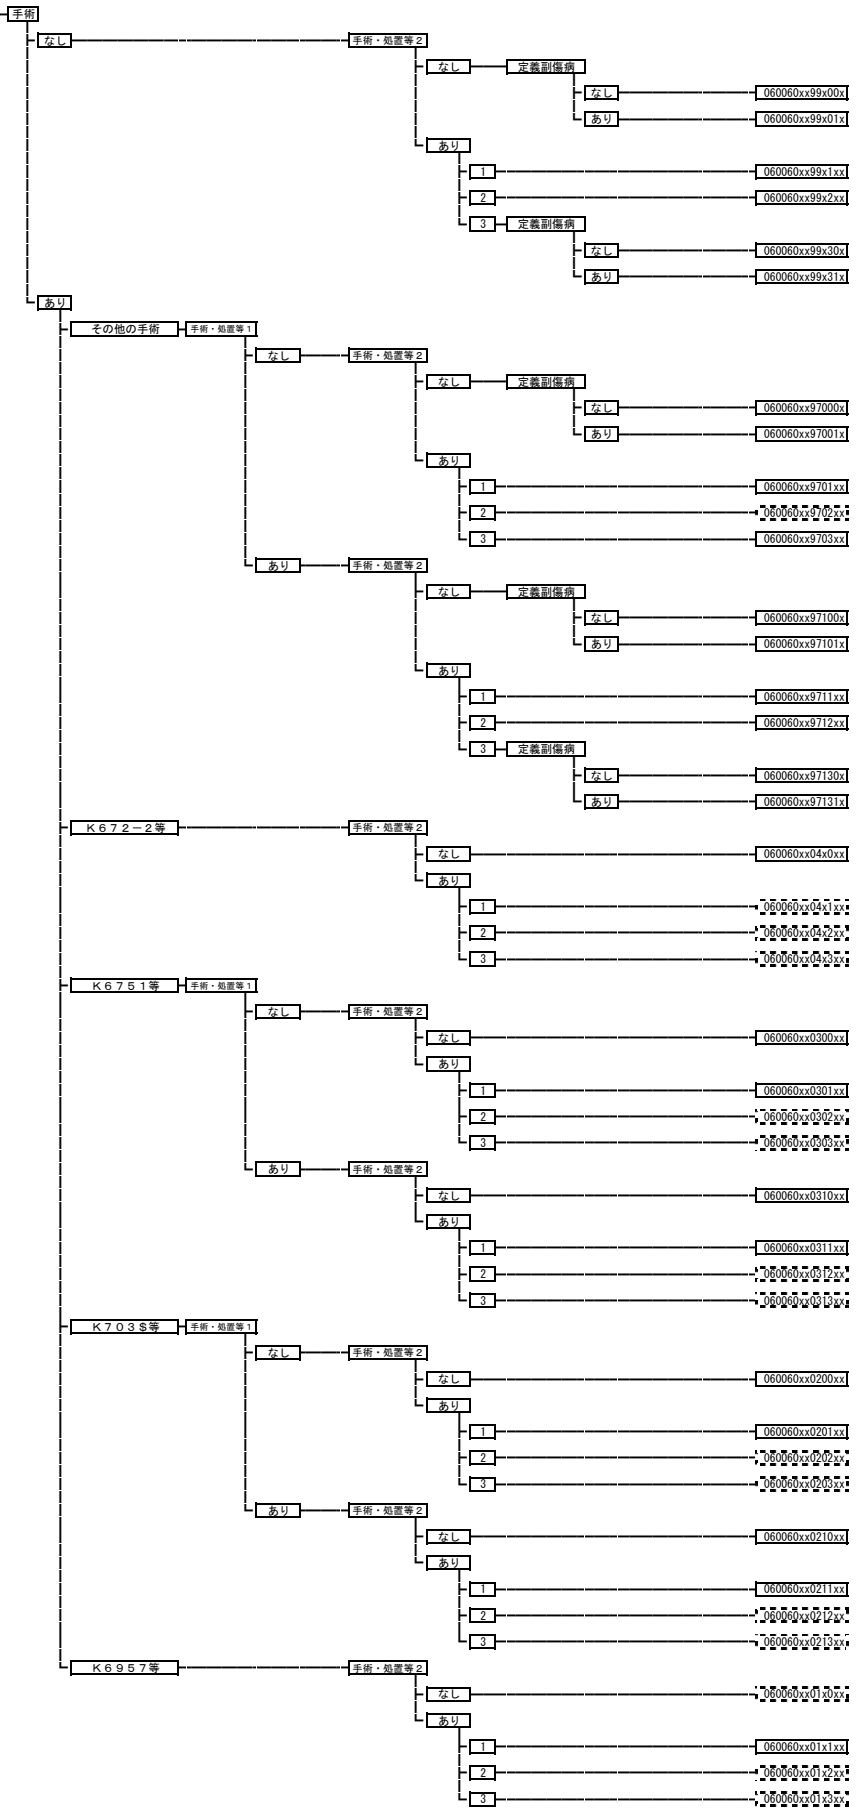 手術
なし 手術・処置等2
なし 定義副傷病
なし 060060xx99x00x
あり 060060xx99x01x
あり
1 060060xx99x1xx
2 060060xx99x2xx
3 定義副傷病
なし 060060xx99x30x
あり 060060xx99x31x
あり
その他の手術 手術・処置等1
なし 手術・処置等2
なし 定義副傷病
なし 060060xx97000x
あり 060060xx97001x
あり
1 060060xx9701xx
2 060060xx9702xx
3 060060xx9703xx
あり 手術・処置等2
なし 定義副傷病
なし 060060xx97100x
あり 060060xx97101x
あり
1 060060xx9711xx
2 060060xx9712xx
3 定義副傷病
なし 060060xx97130x
あり 060060xx97131x
K672-2等 手術・処置等2
なし 060060xx04x0xx
あり
1 060060xx04x1xx
2 060060xx04x2xx
3 060060xx04x3xx
K6751等 手術・処置等1
なし 手術・処置等2
なし 060060xx0300xx
あり
1 060060xx0301xx
2 060060xx0302xx
3 060060xx0303xx
あり 手術・処置等2
なし 060060xx0310xx
あり
1 060060xx0311xx
2 060060xx0312xx
3 060060xx0313xx
K703$等 手術・処置等1
なし 手術・処置等2
なし 060060xx0200xx
あり
1 060060xx0201xx
2 060060xx0202xx
3 060060xx0203xx
あり 手術・処置等2
なし 060060xx0210xx
あり
1 060060xx0211xx
2 060060xx0212xx
3 060060xx0213xx
K6957等 手術・処置等2
なし 060060xx01x0xx
あり
1 060060xx01x1xx
2 060060xx01x2xx
3 060060xx01x3xx